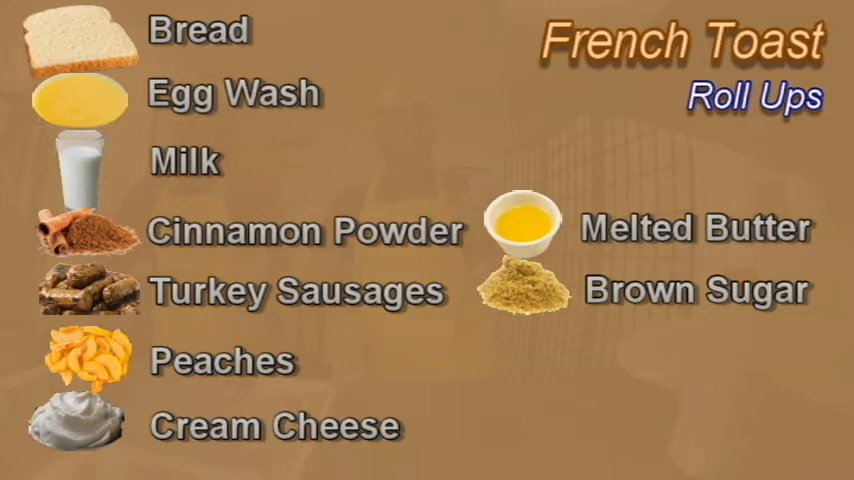 French Toast
Roll Ups
Bread
Egg Wash
Milk
Cinnamon Powder
Turkey Sausages
Peaches
Cream Cheese
Melted Butter
Brown Sugar